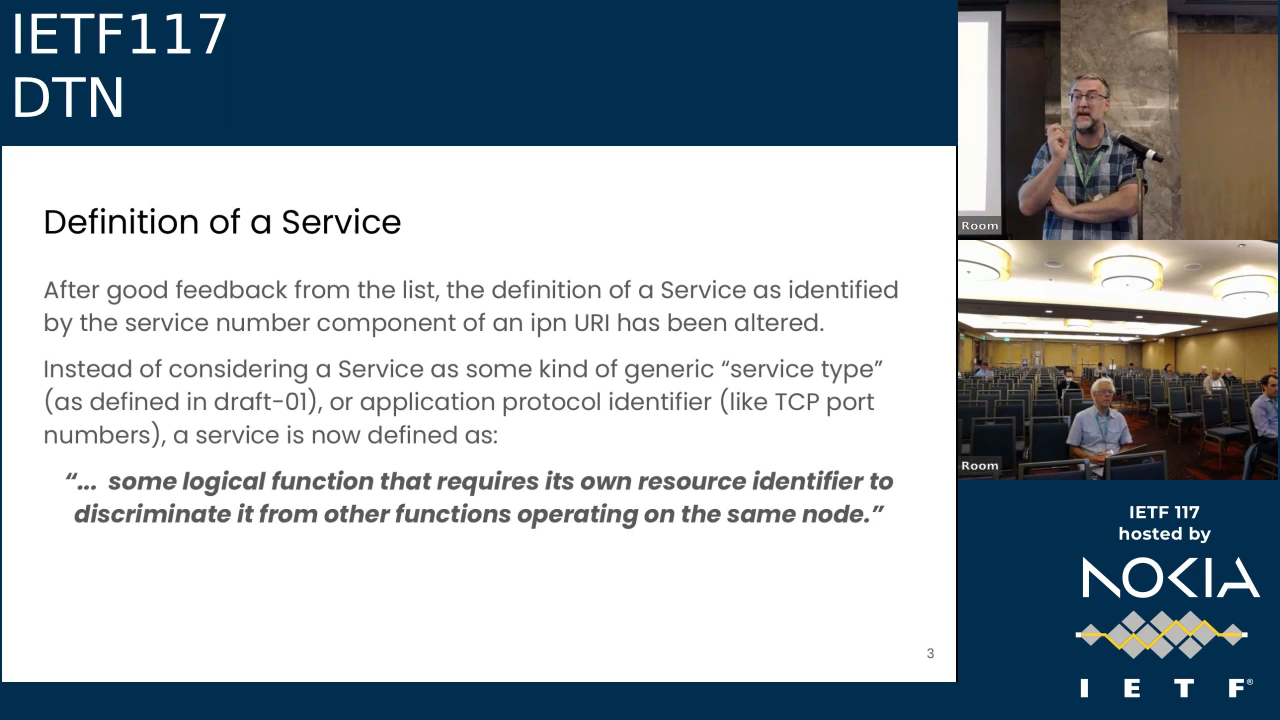 IETF117
DTN
Definition of a Service
After good feedback from the list, the definition of a Service as identified
by the service number component of an ipn URI has been altered.
Instead of considering a Service as some kind of generic “service type”
(as defined in draft-01), or application protocol identifier (like TCP port
numbers), a service is now defined as:
“... some logical function that requires its own resource identifier to
discriminate it from other functions operating on the same node.”
3
Room
Room
IETF 117
hosted by
NOKIA
I E T F®